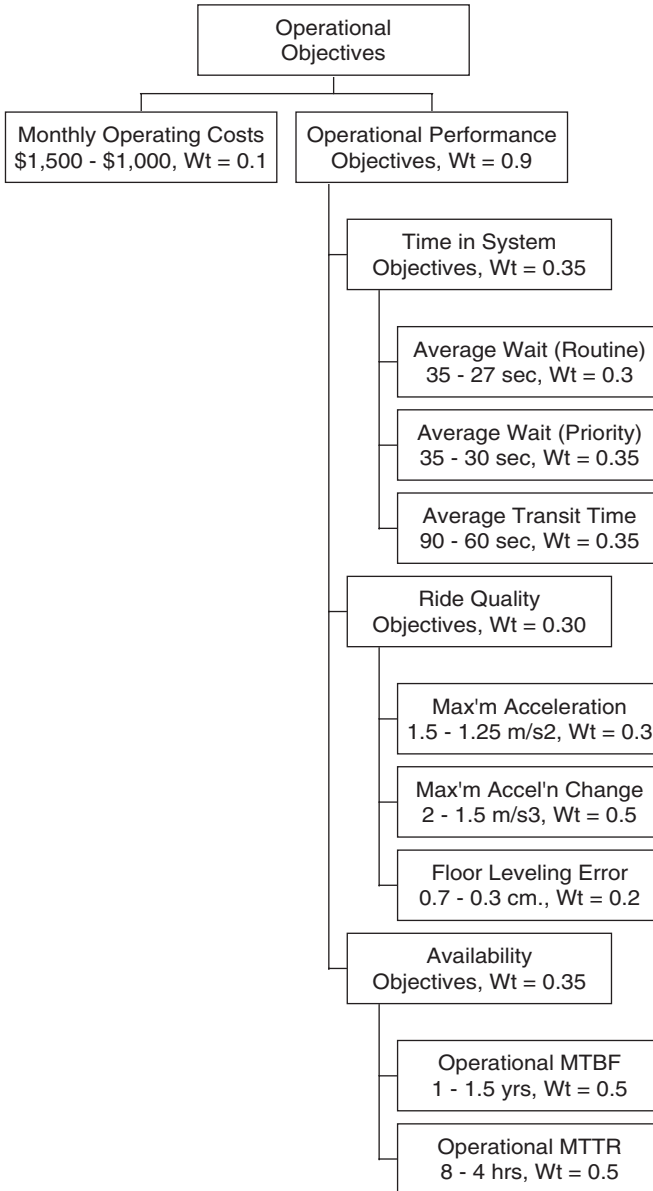 Operational
Objectives
Monthly Operating Costs
$1,500 - $1,000, Wt = 0.1
Operational Performance
Objectives, Wt = 0.9
Time in System
Objectives, Wt = 0.35
Average Wait (Routine)
35 - 27 sec, Wt = 0.3
Average Wait (Priority)
35 - 30 sec, Wt = 0.35
Average Transit Time
90 - 60 sec, Wt = 0.35
Ride Quality
Objectives, Wt = 0.30
Max'm Acceleration
1.5 - 1.25 m/s2, Wt = 0.3
Max'm Accel'n Change
2 - 1.5 m/s3, Wt = 0.5
Floor Leveling Error
0.7 - 0.3 cm., Wt = 0.2
Availability
Objectives, Wt = 0.35
Operational MTBF
1 - 1.5 yrs, Wt = 0.5
Operational MTTR
8 - 4 hrs, Wt = 0.5